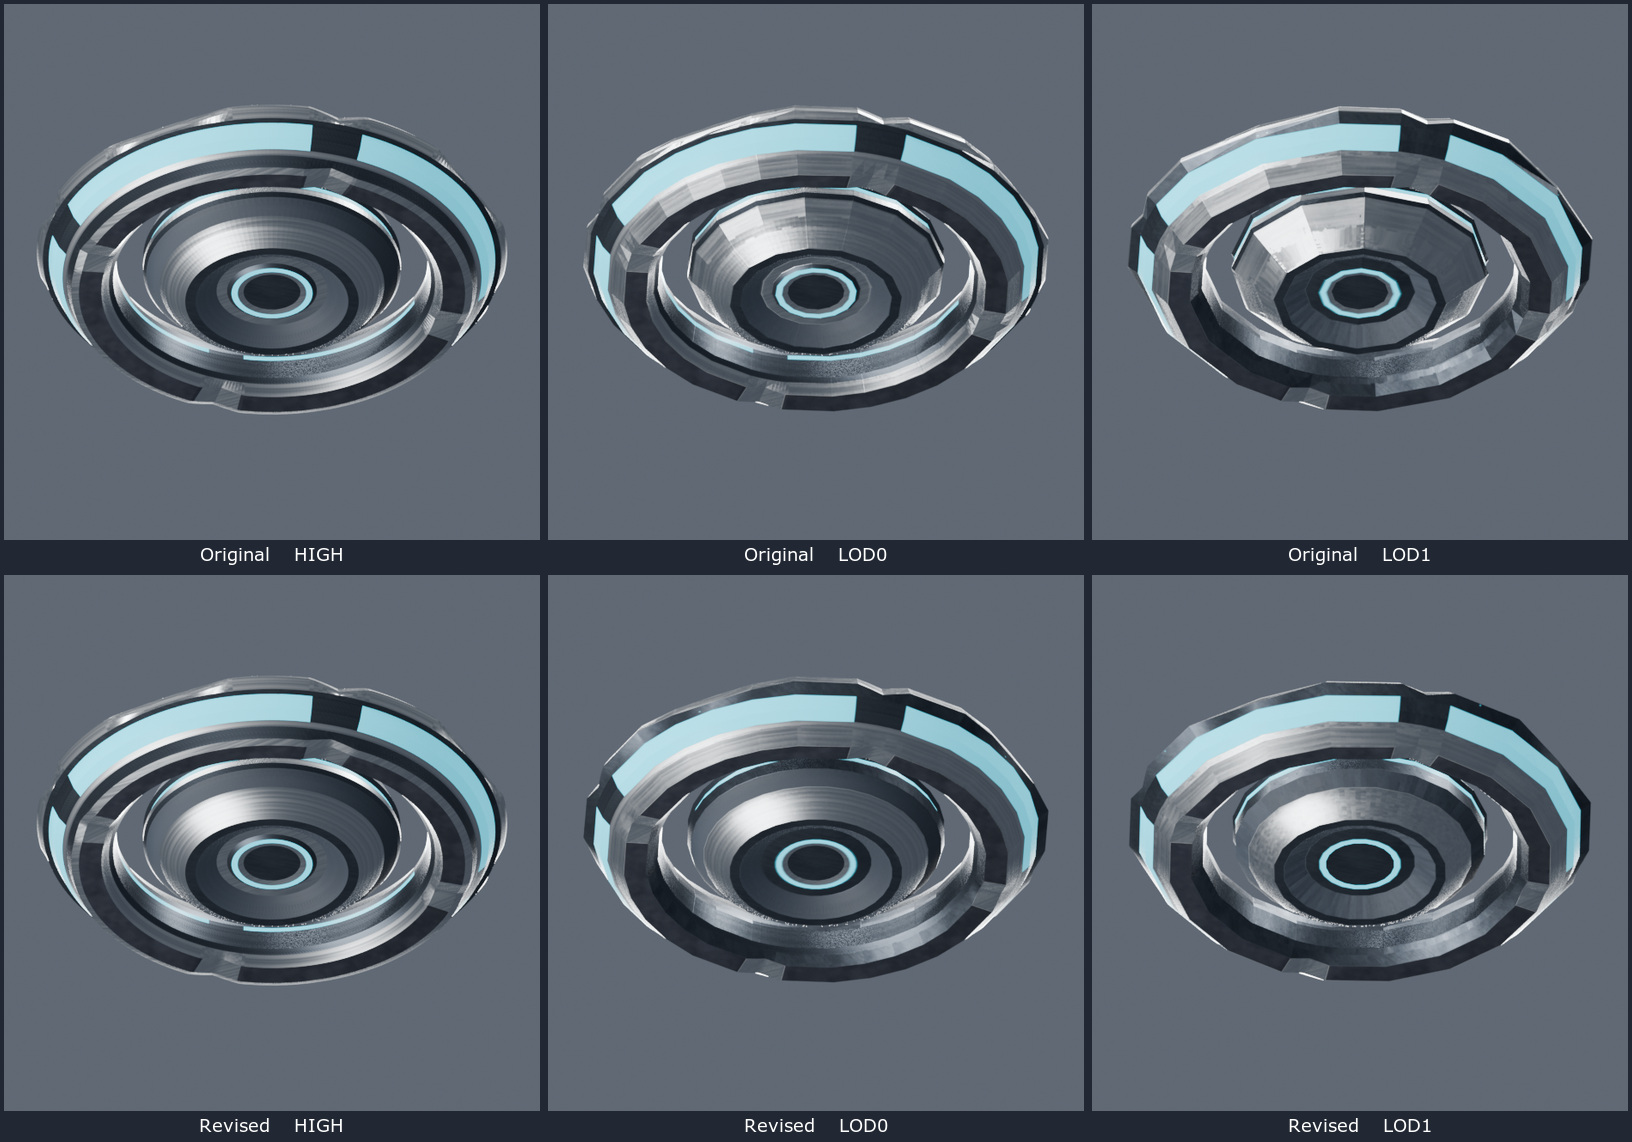 Original HIGH
Original LOD0
Original LOD1
Revised HIGH
Revised LOD0
Revised LOD1